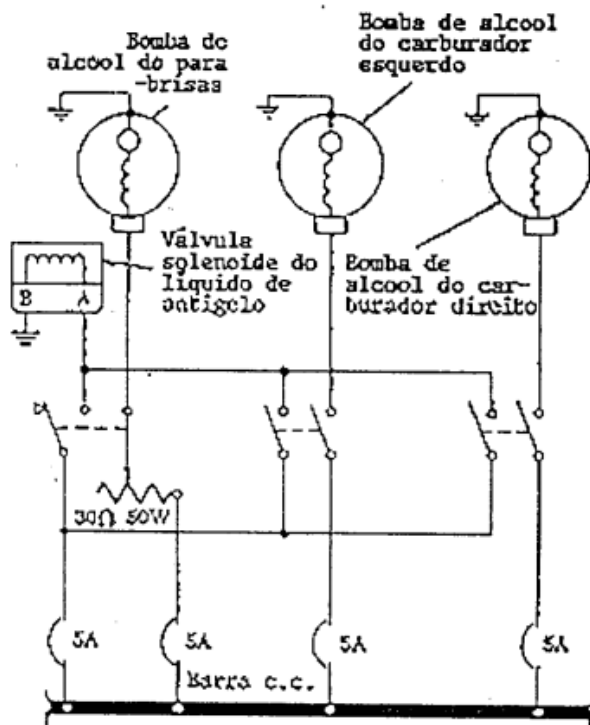 Bomba de
alcool do para
-brisas
Bomba de alcool
do carburador
esquerdo
Válvula
solenoide do
líquido de
antigelo
Bomba de
alcool do car-
burador direito
B A
30Ω 50W
5A
5A
5A
5A
Barra c.c.